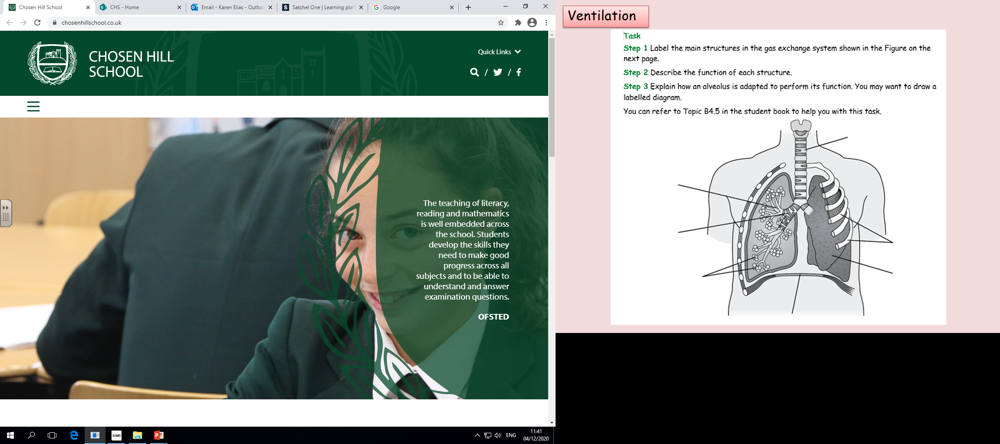 Chosen Hill School
CHS - Home
Email - Karen Elias - Outloo
Satchel One | Learning plat
Google
chosenhillschool.co.uk
CHOSEN HILL
SCHOOL
Quick Links
/ /
The teaching of literacy,
reading and mathematics
is well embedded across
the school. Students
develop the skills they
need to make good
progress across all
subjects and to be able to
understand and answer
examination questions.
OFSTED
SIMS
ENG
11:41
04/12/2020
Ventilation
Task
Step 1 Label the main structures in the gas exchange system shown in the Figure on the
next page.
Step 2 Describe the function of each structure.
Step 3 Explain how an alveolus is adapted to perform its function. You may want to draw a
labelled diagram.
You can refer to Topic B4.5 in the student book to help you with this task.